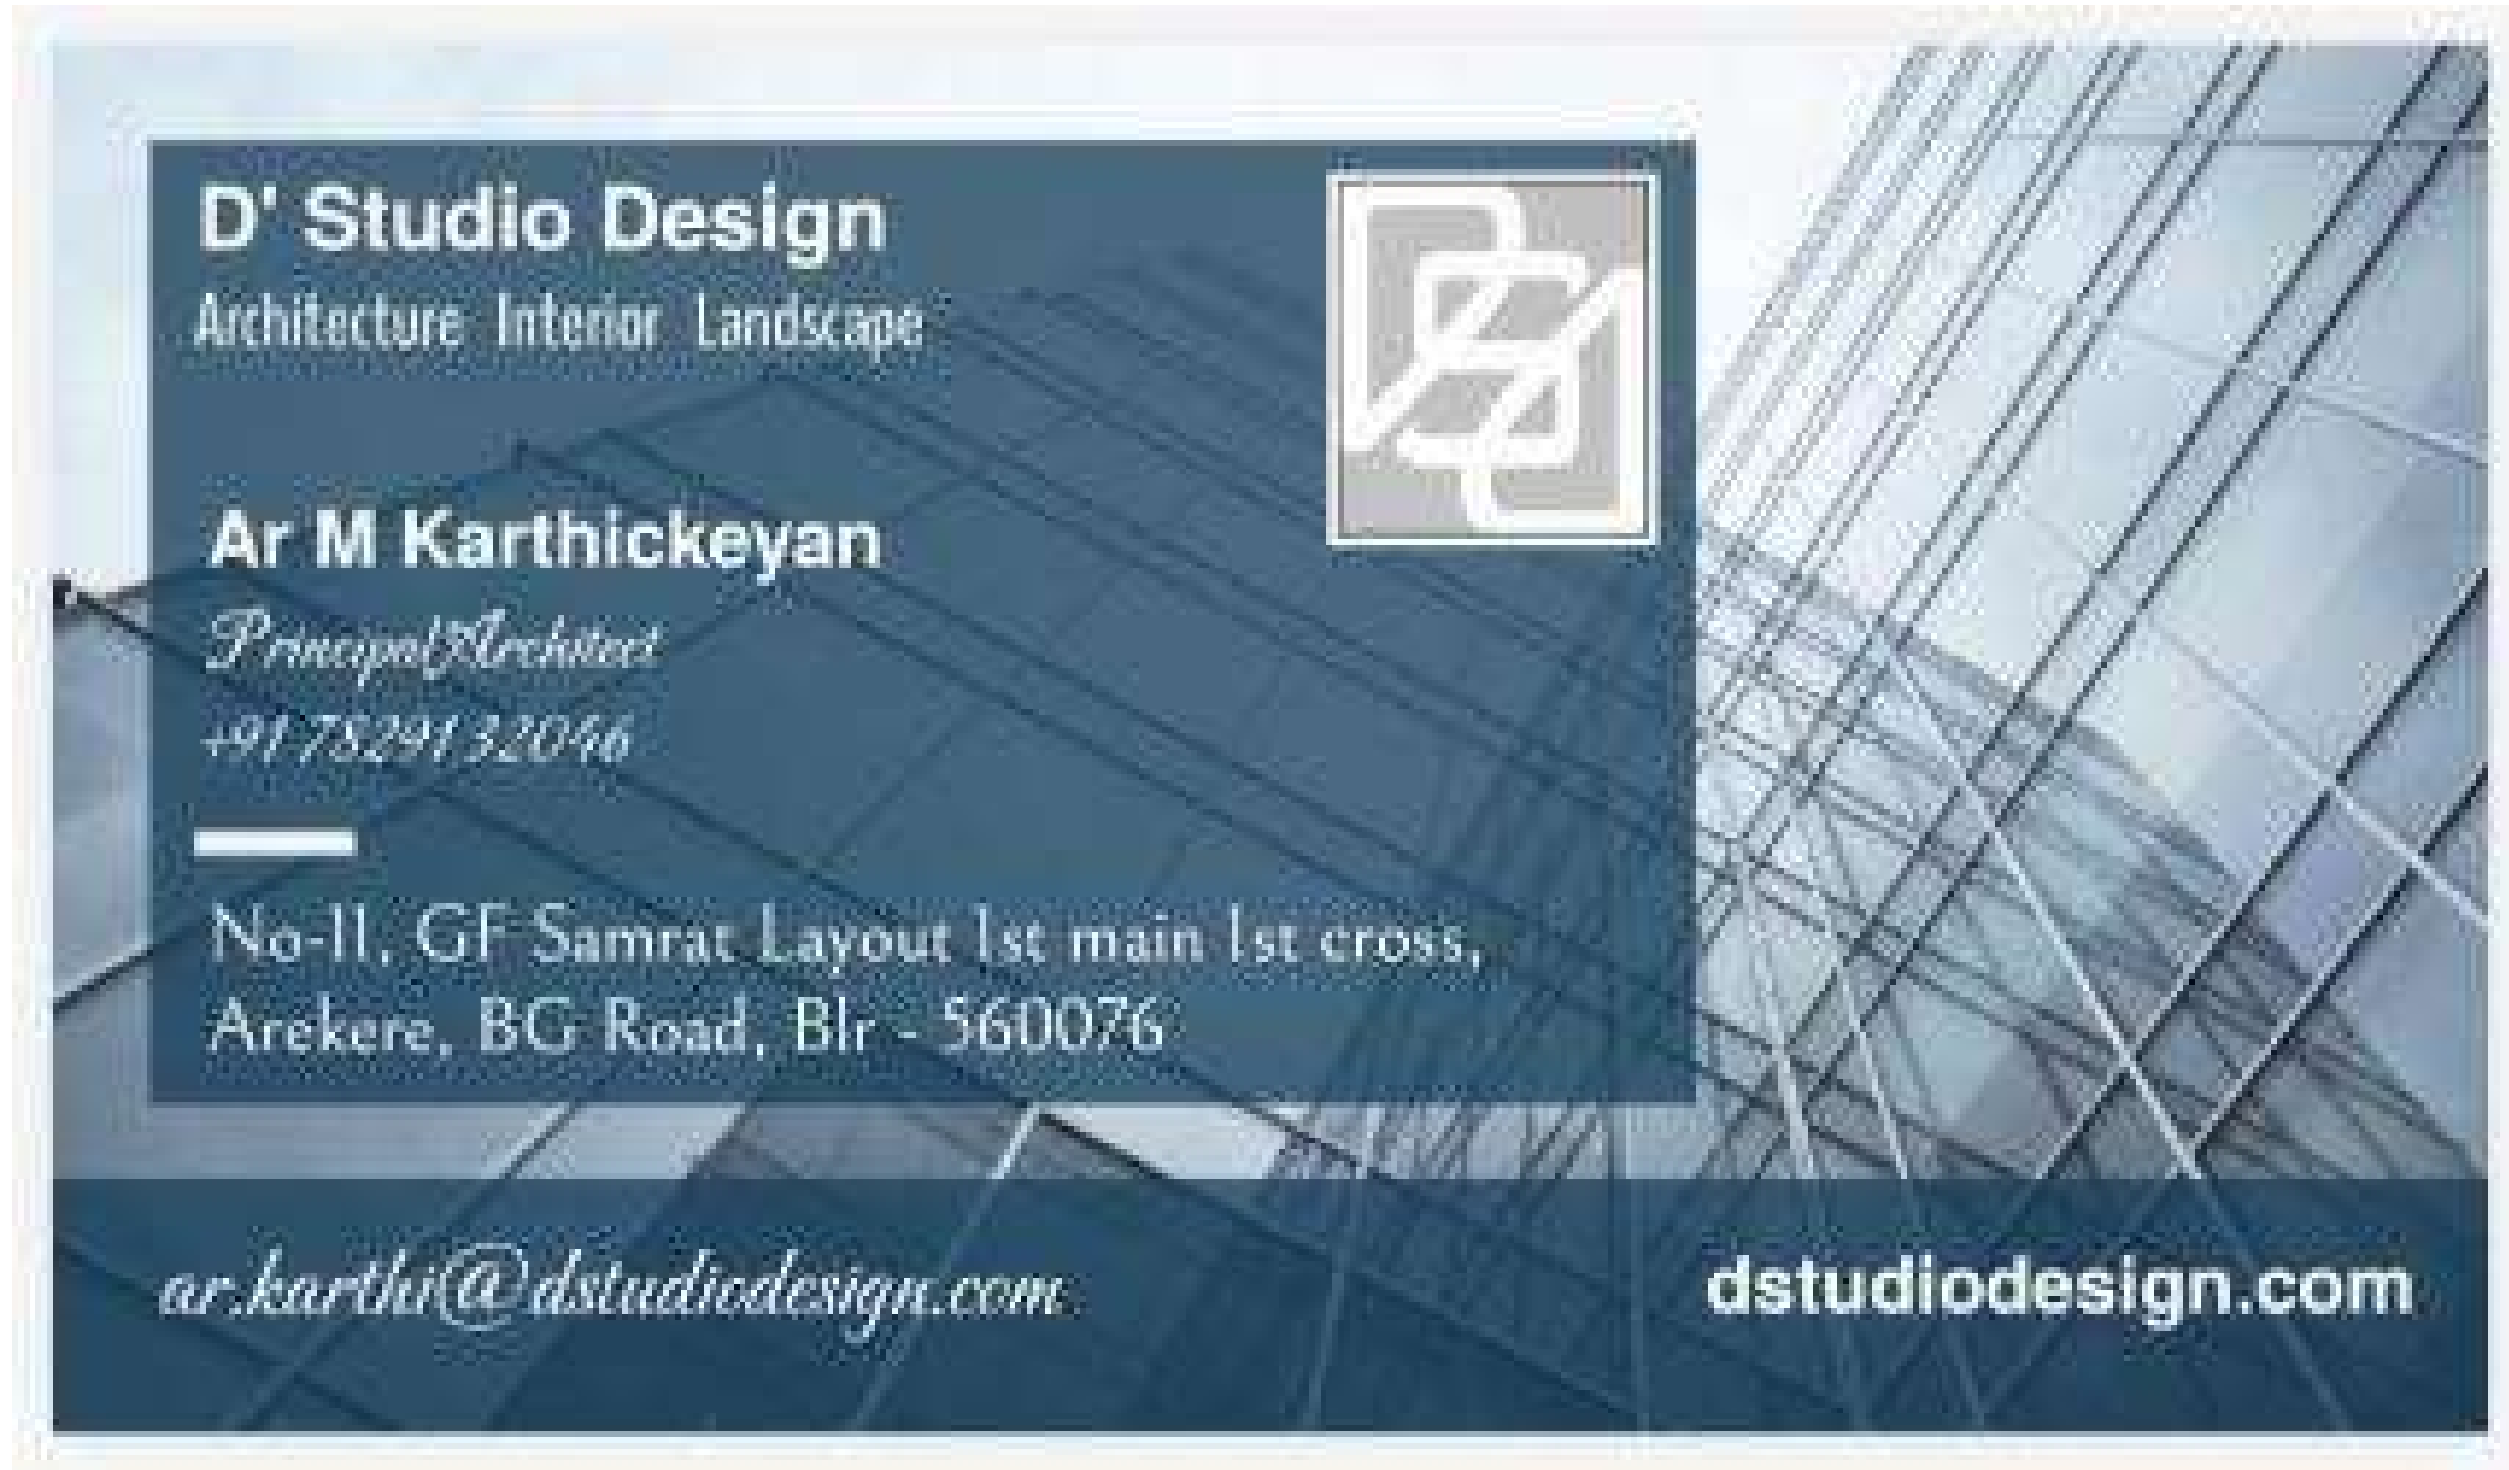 D' Studio Design
Architecture Interior Landscape
Ar M Karthickeyan
Principal Architect
+91 78291 32046
No-11, GF Samrat Layout 1st main 1st cross,
Arekere, BG Road, Blr - 560076
ar.karthi@dstudiodesign.com
dstudiodesign.com